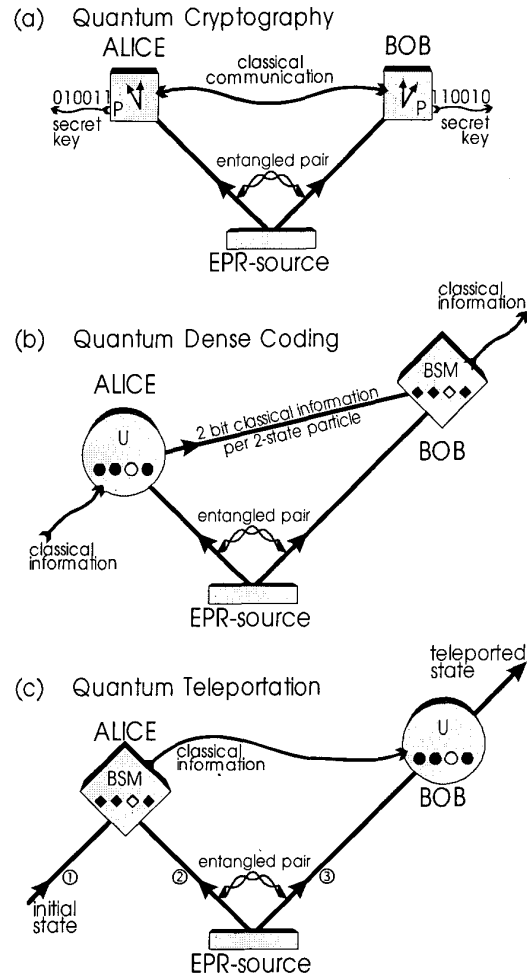 (a) Quantum Cryptography
ALICE
BOB
classical
communication
010011
P
secret
key
P
110010
secret
key
entangled pair
EPR-source
classical
information
(b) Quantum Dense Coding
ALICE
BSM
U
2 bit classical information
per 2-state particle
BOB
entangled pair
classical
information
EPR-source
teleported
state
(c) Quantum Teleportation
ALICE
classical
information
U
BSM
BOB
entangled pair
①
②
③
initial
state
EPR-source